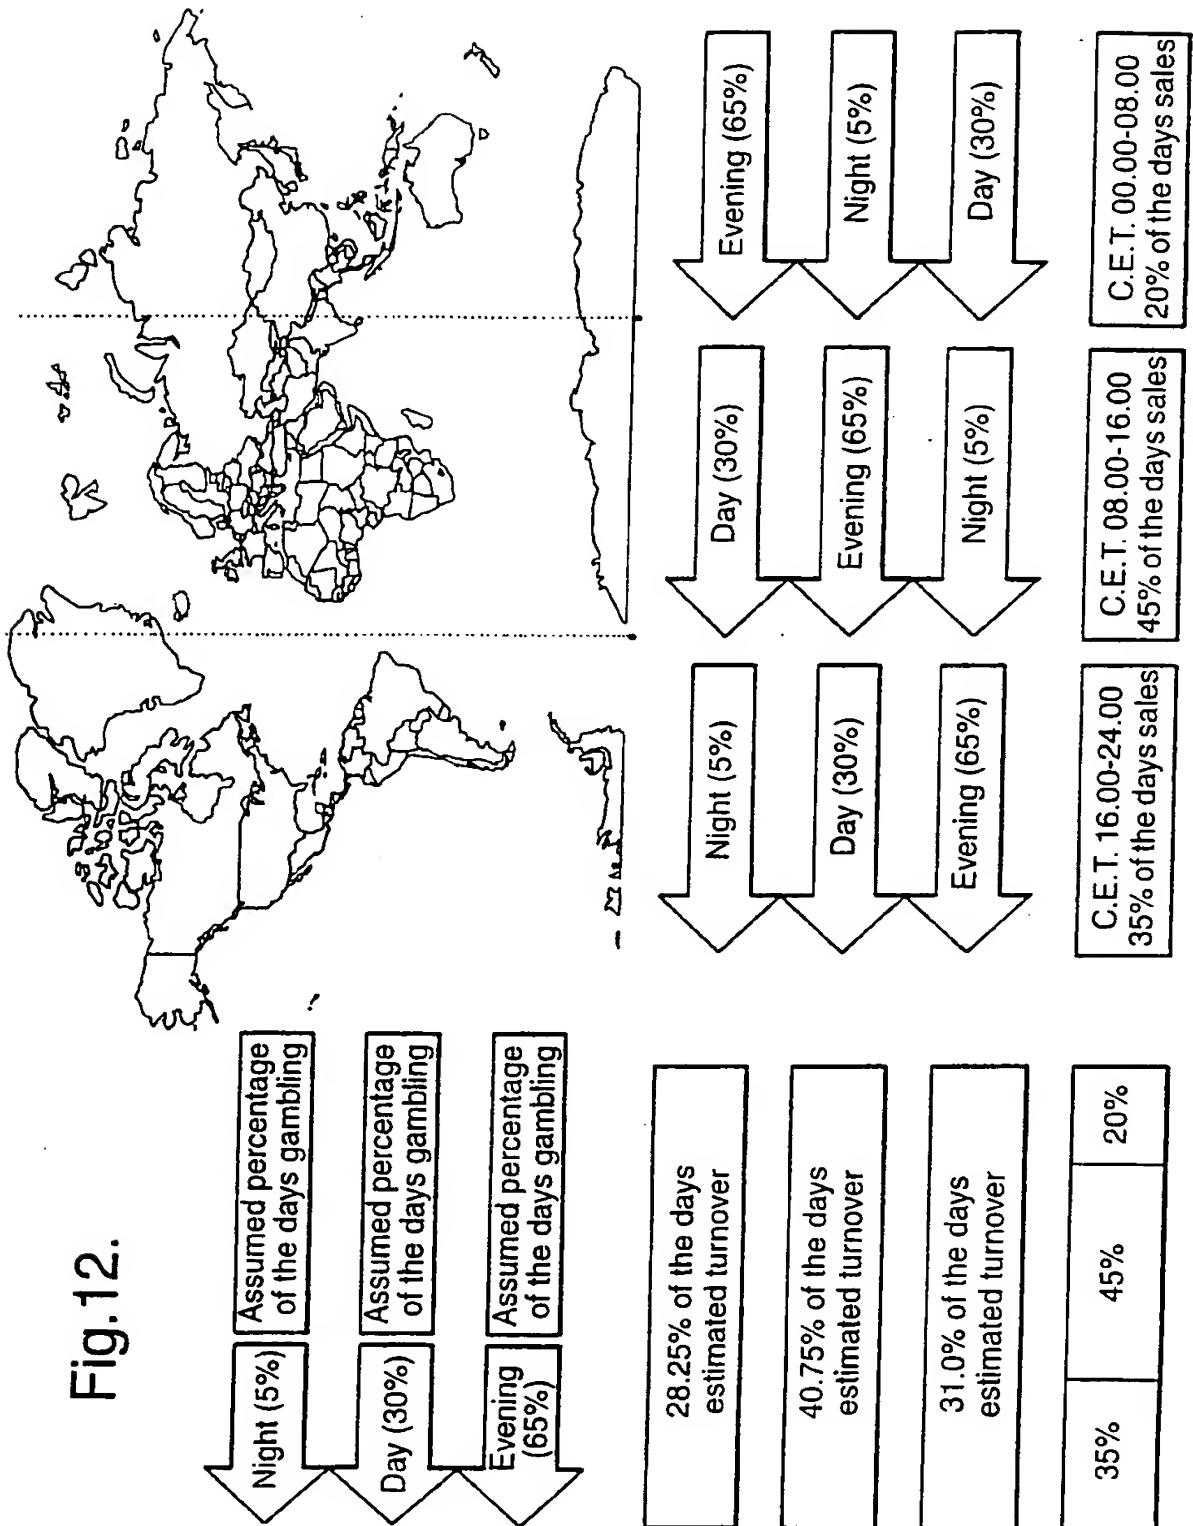 Fig.12.
Night (5%)
Assumed percentage
of the days gambling
Day (30%)
Assumed percentage
of the days gambling
Evening
(65%)
Assumed percentage
of the days gambling
28.25% of the days
estimated turnover
Night (5%)
Day (30%)
Evening (65%)
40.75% of the days
estimated turnover
Day (30%)
Evening (65%)
Night (5%)
31.0% of the days
estimated turnover
Evening (65%)
Night (5%)
Day (30%)
35%
45%
20%
C.E.T. 16.00-24.00
35% of the days sales
C.E.T. 08.00-16.00
45% of the days sales
C.E.T. 00.00-08.00
20% of the days sales